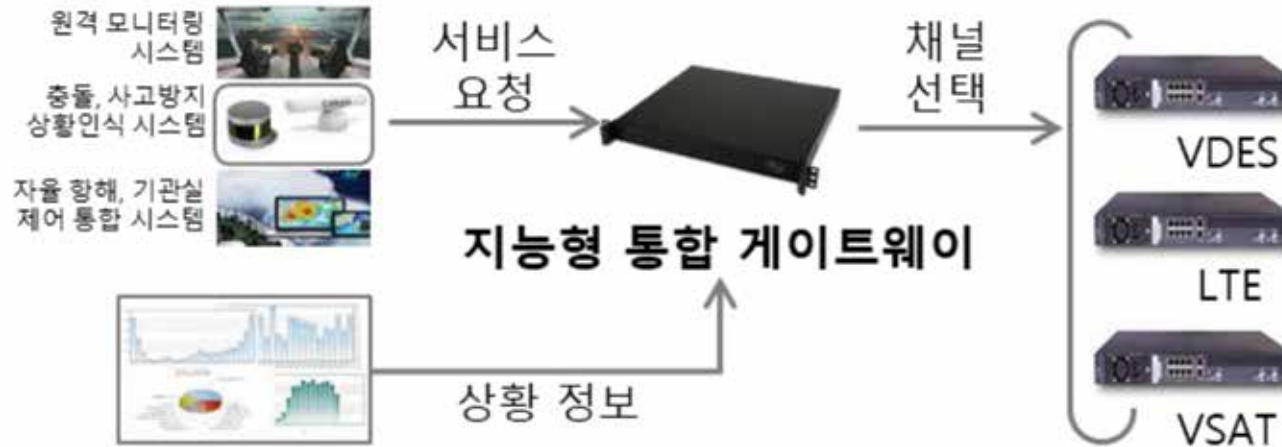 원격 모니터링
시스템
충돌, 사고방지
상황인식 시스템
자율 항해, 기관실
제어 통합 시스템
서비스
요청
채널
선택
지능형 통합 게이트웨이
상황 정보
VDES
LTE
VSAT